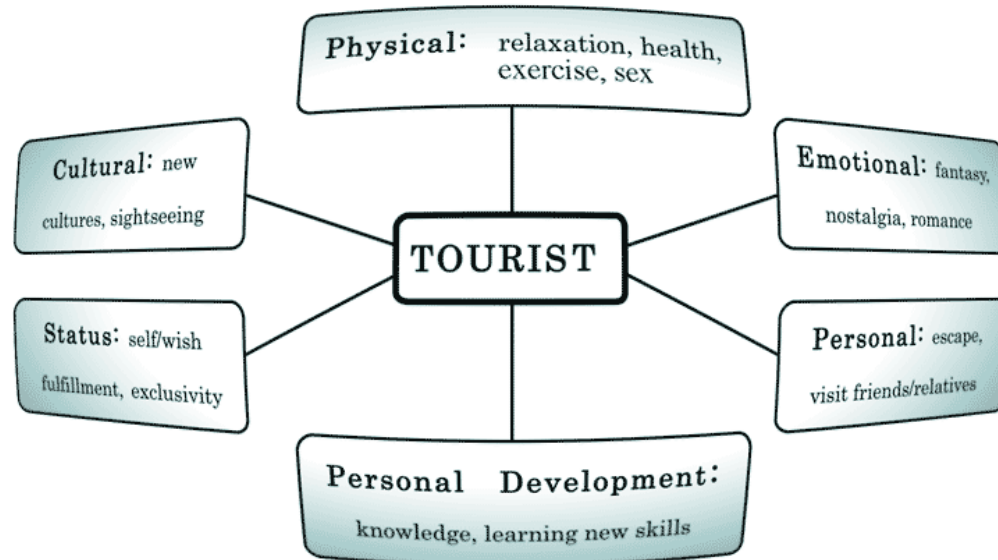 Physical: relaxation, health,
exercise, sex
Cultural: new
cultures, sightseeing
Emotional: fantasy,
nostalgia, romance
TOURIST
Status: self/wish
fulfillment, exclusivity
Personal: escape,
visit friends/relatives
Personal Development:
knowledge, learning new skills